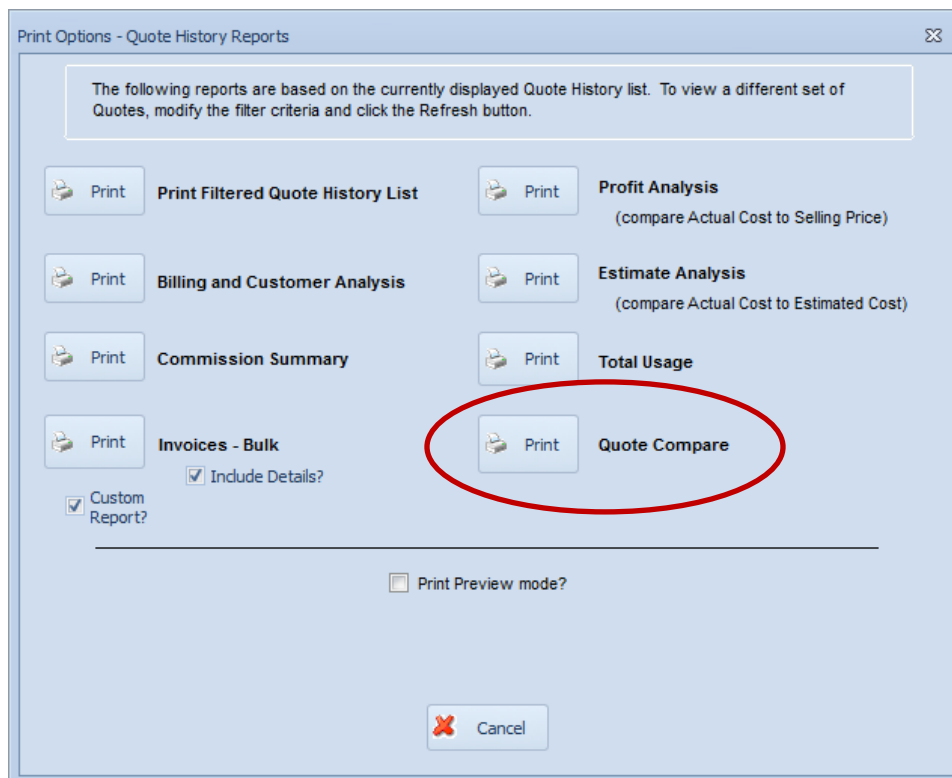 Print Options - Quote History Reports
The following reports are based on the currently displayed Quote History list. To view a different set of
Quotes, modify the filter criteria and click the Refresh button.
Print
Print Filtered Quote History List
Print
Profit Analysis
(compare Actual Cost to Selling Price)
Print
Billing and Customer Analysis
Print
Estimate Analysis
(compare Actual Cost to Estimated Cost)
Print
Commission Summary
Print
Total Usage
Print
Invoices - Bulk
Include Details?
Custom
Report?
Print
Quote Compare
Print Preview mode?
Cancel